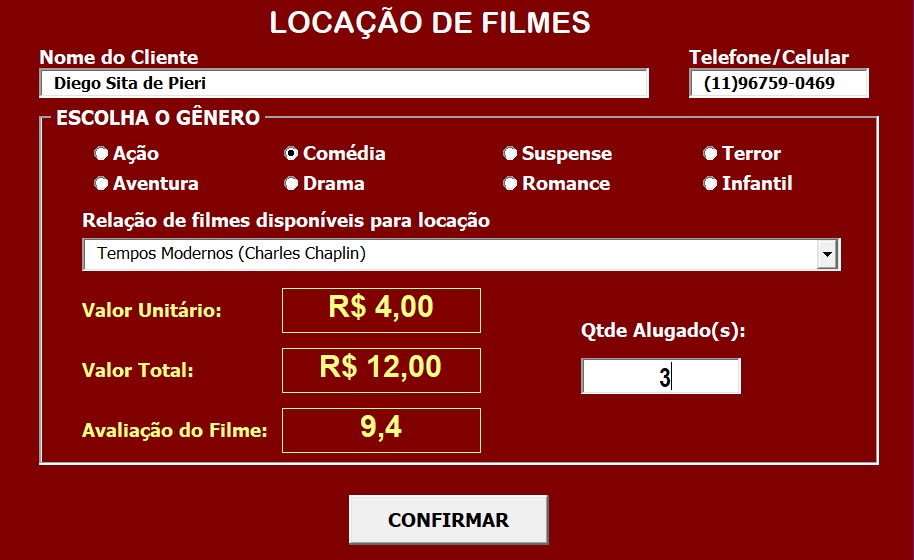 LOCAÇÃO DE FILMES
Nome do Cliente Telefone/Celular
Diego Sita de Pieri (11)96759-0469
ESCOLHA O GÊNERO
Ação Comédia Suspense Terror
Aventura Drama Romance Infantil
Relação de filmes disponíveis para locação
Tempos Modernos (Charles Chaplin)
Valor Unitário: R$ 4,00
Qtde Alugado(s):
Valor Total: R$ 12,00
3
Avaliação do Filme: 9,4
CONFIRMAR